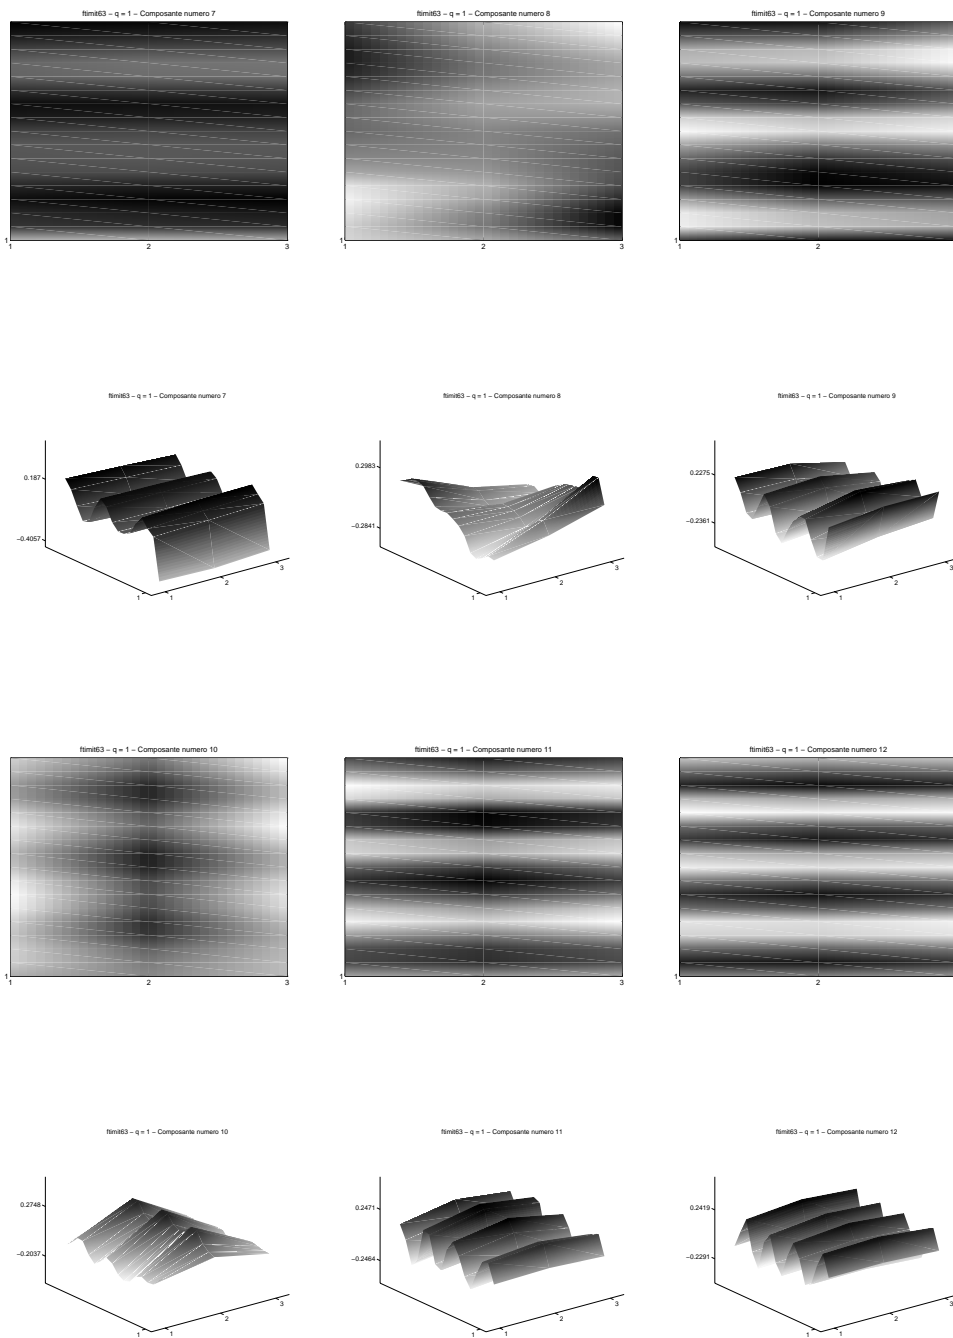 ftimit63 − q = 1 − Composante numero 7
ftimit63 − q = 1 − Composante numero 8
ftimit63 − q = 1 − Composante numero 9
1
1 2 3
1
1 2 3
1
1 2
ftimit63 − q = 1 − Composante numero 7
ftimit63 − q = 1 − Composante numero 8
ftimit63 − q = 1 − Composante numero 9
0.187
−0.4057
1 1 2 3
0.2983
−0.2841
1 1 2 3
0.2275
−0.2361
1 1 2 3
ftimit63 − q = 1 − Composante numero 10
ftimit63 − q = 1 − Composante numero 11
ftimit63 − q = 1 − Composante numero 12
1
1 2 3
1
1 2 3
1
1 2
ftimit63 − q = 1 − Composante numero 10
ftimit63 − q = 1 − Composante numero 11
ftimit63 − q = 1 − Composante numero 12
0.2748
−0.2037
1 1 2 3
0.2471
−0.2464
1 1 2 3
0.2419
−0.2291
1 1 2 3